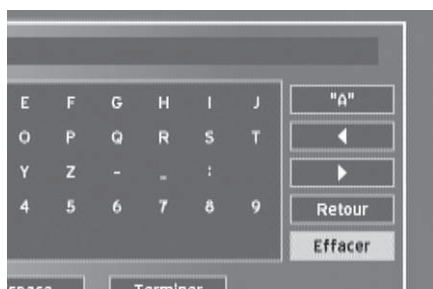 E F G H I J "A"
O P Q R S T
Y Z - _ :
4 5 6 7 8 9 Retour
Effacer
Terminer